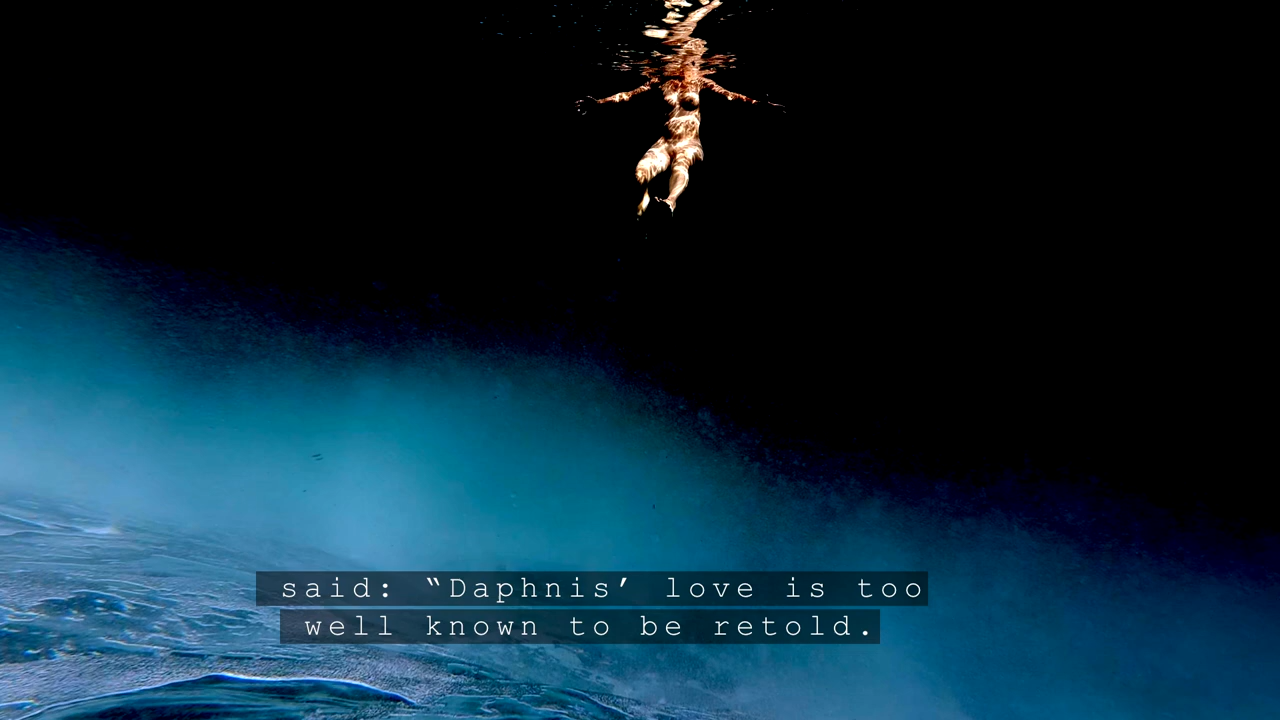 said: “Daphnis’ love is too
well known to be retold.